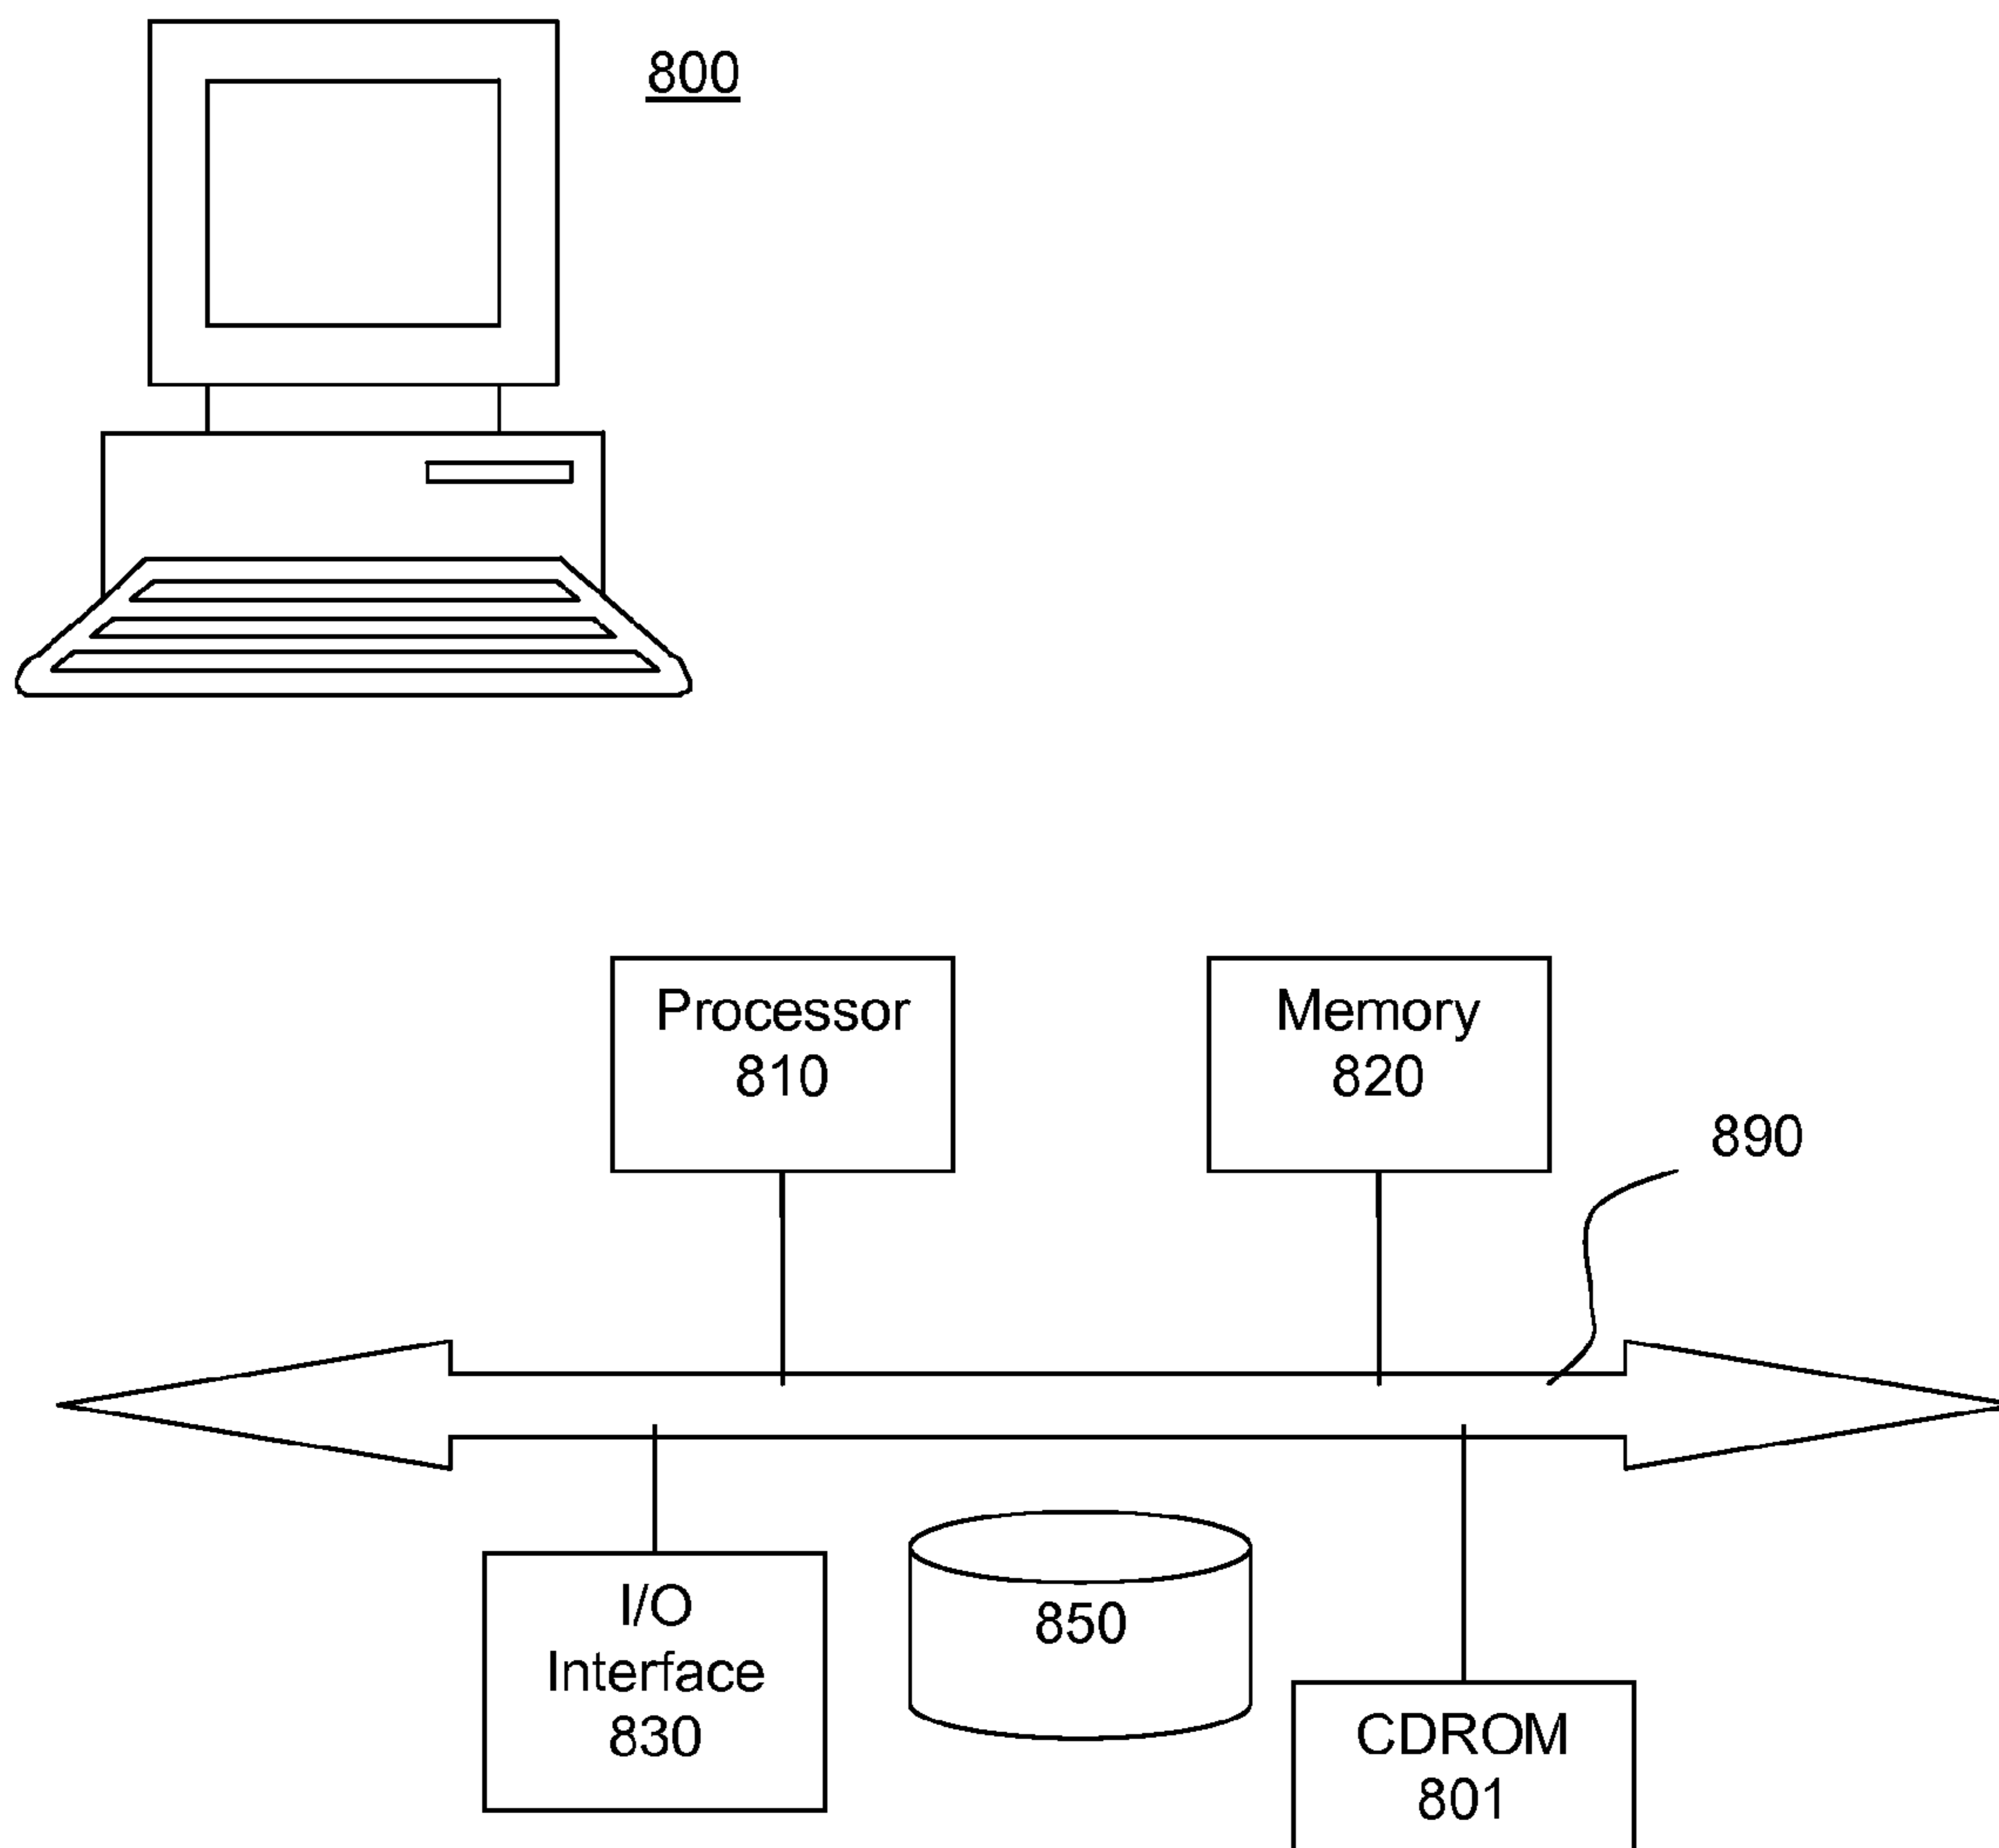 800
Processor
810
Memory
820
890
I/O
Interface
830
850
CDROM
801